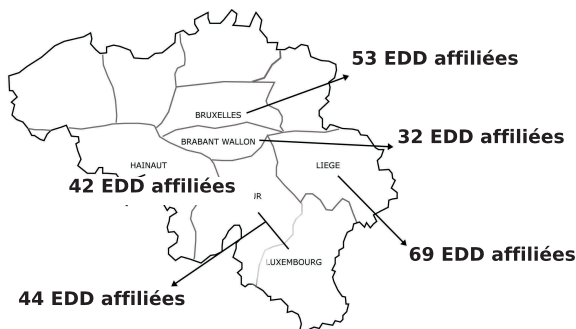 53 EDD affiliées
BRUXELLES
32 EDD affiliées
BRABANT WALLON
HAINAUT
LIEGE
42 EDD affiliées
UR
69 EDD affiliées
LUXEMBOURG
44 EDD affiliées